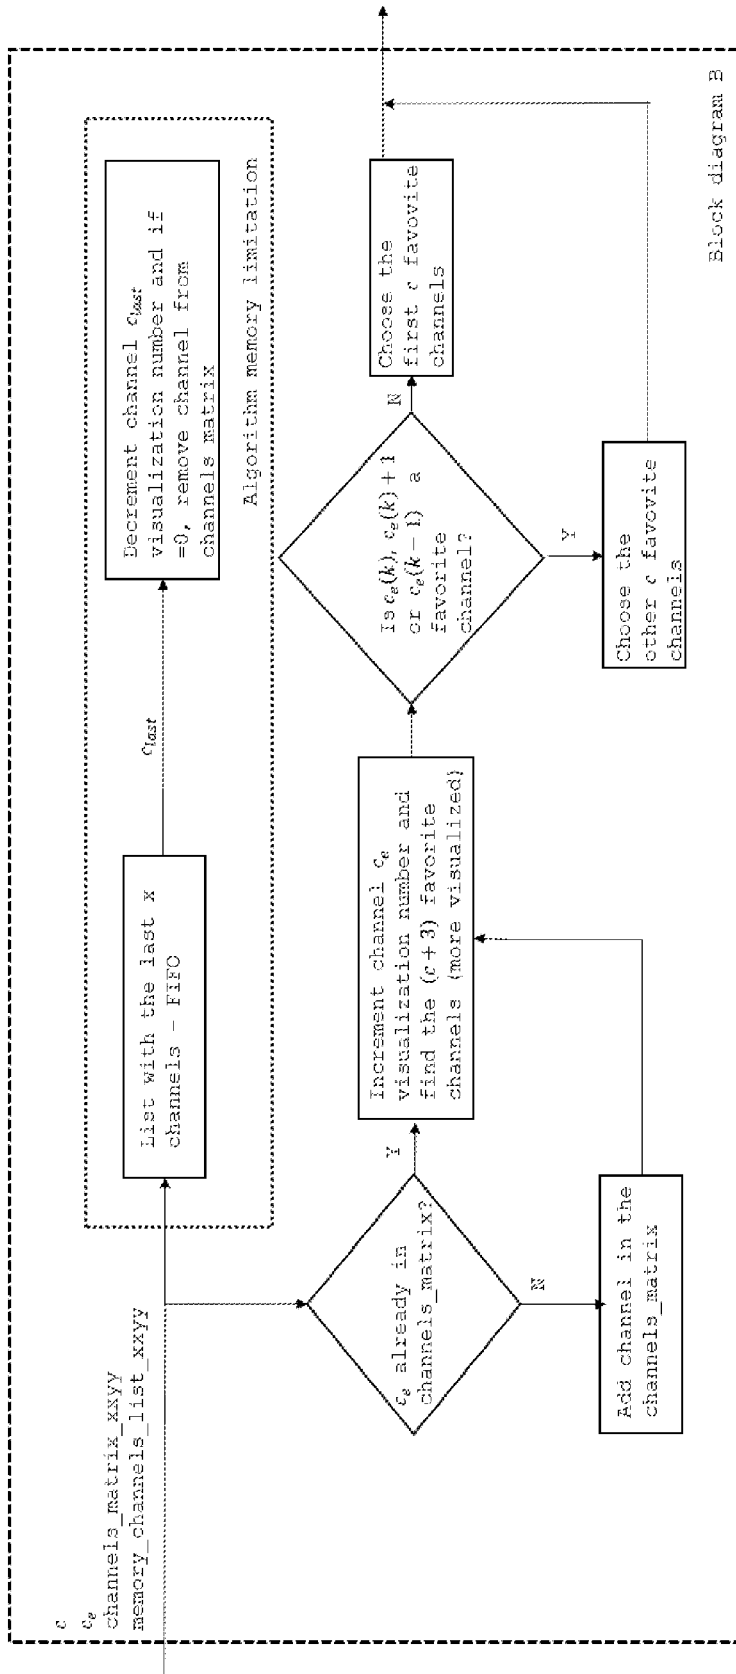 c
c_e
channels_matrix_xxyy
memory_channels_list_xxyy
List with the last x
channels - FIFO
c_last
Decrement channel c_last
visualization number and if
=0, remove channel from
channels matrix
Algorithm memory limitation
c_e already in
channels_matrix?
Y
N
Add channel in the
channels_matrix
Increment channel c_e
visualization number and
find the (c + 3) favorite
channels (more visualized)
Is c_e(k), c_e(k) + 1
or c_e(k - 1) a
favorite
channel?
N
Y
Choose the
first c favovite
channels
Choose the
other c favovite
channels
Block diagram B